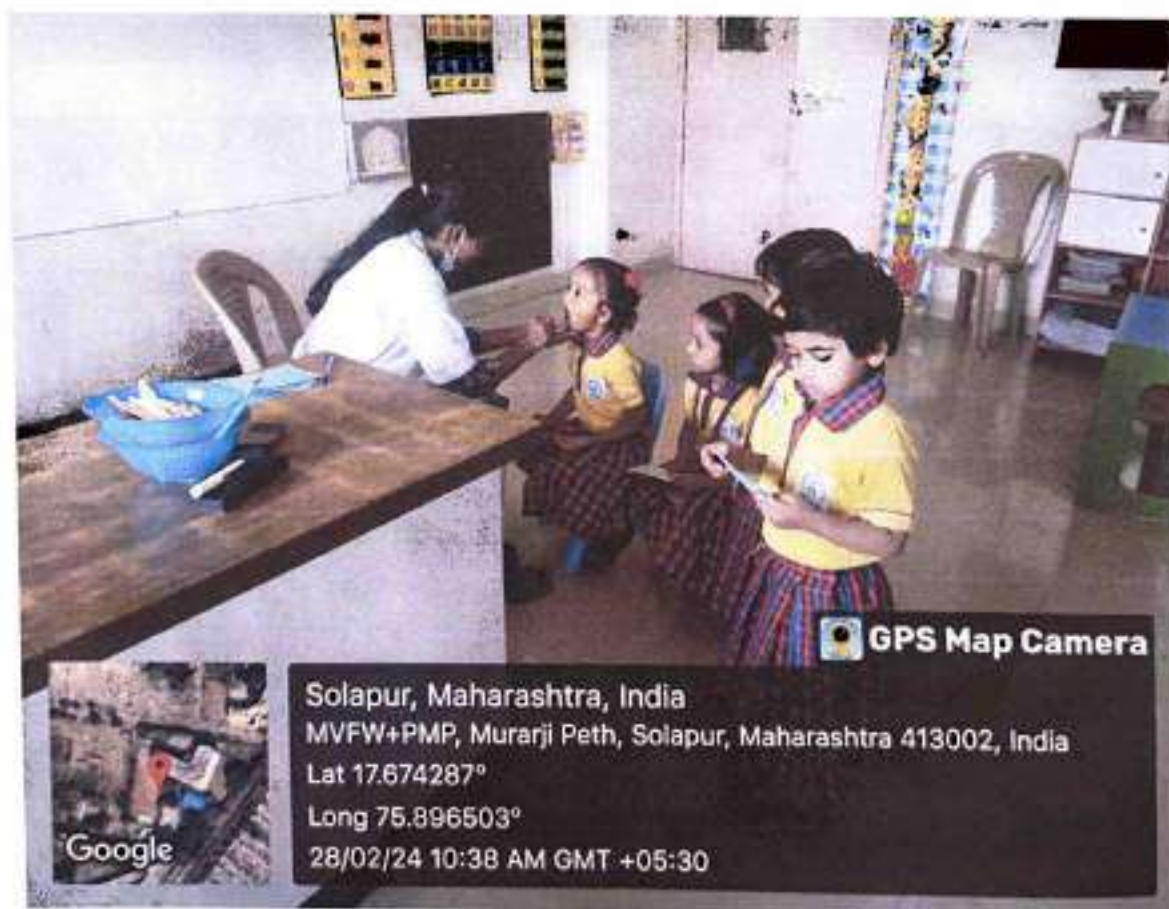 GPS Map Camera
Solapur, Maharashtra, India
MVFW+PMP, Murarji Peth, Solapur, Maharashtra 413002, India
Lat 17.674287°
Long 75.896503°
28/02/24 10:38 AM GMT +05:30
Google